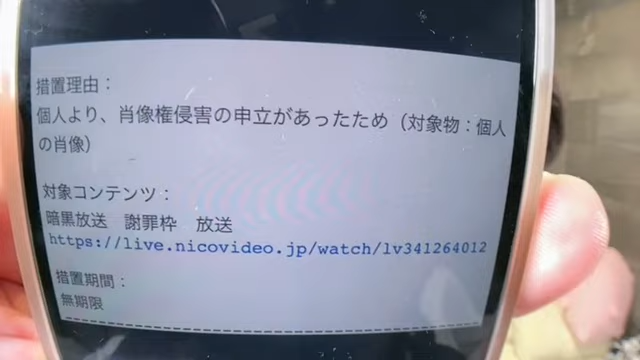 措置理由：
個人より、肖像権侵害の申立があったため（対象物：個人
の肖像）
対象コンテンツ：
暗黒放送　謝罪枠　放送
https://live.nicovideo.jp/watch/lv341264012
措置期間：
無期限